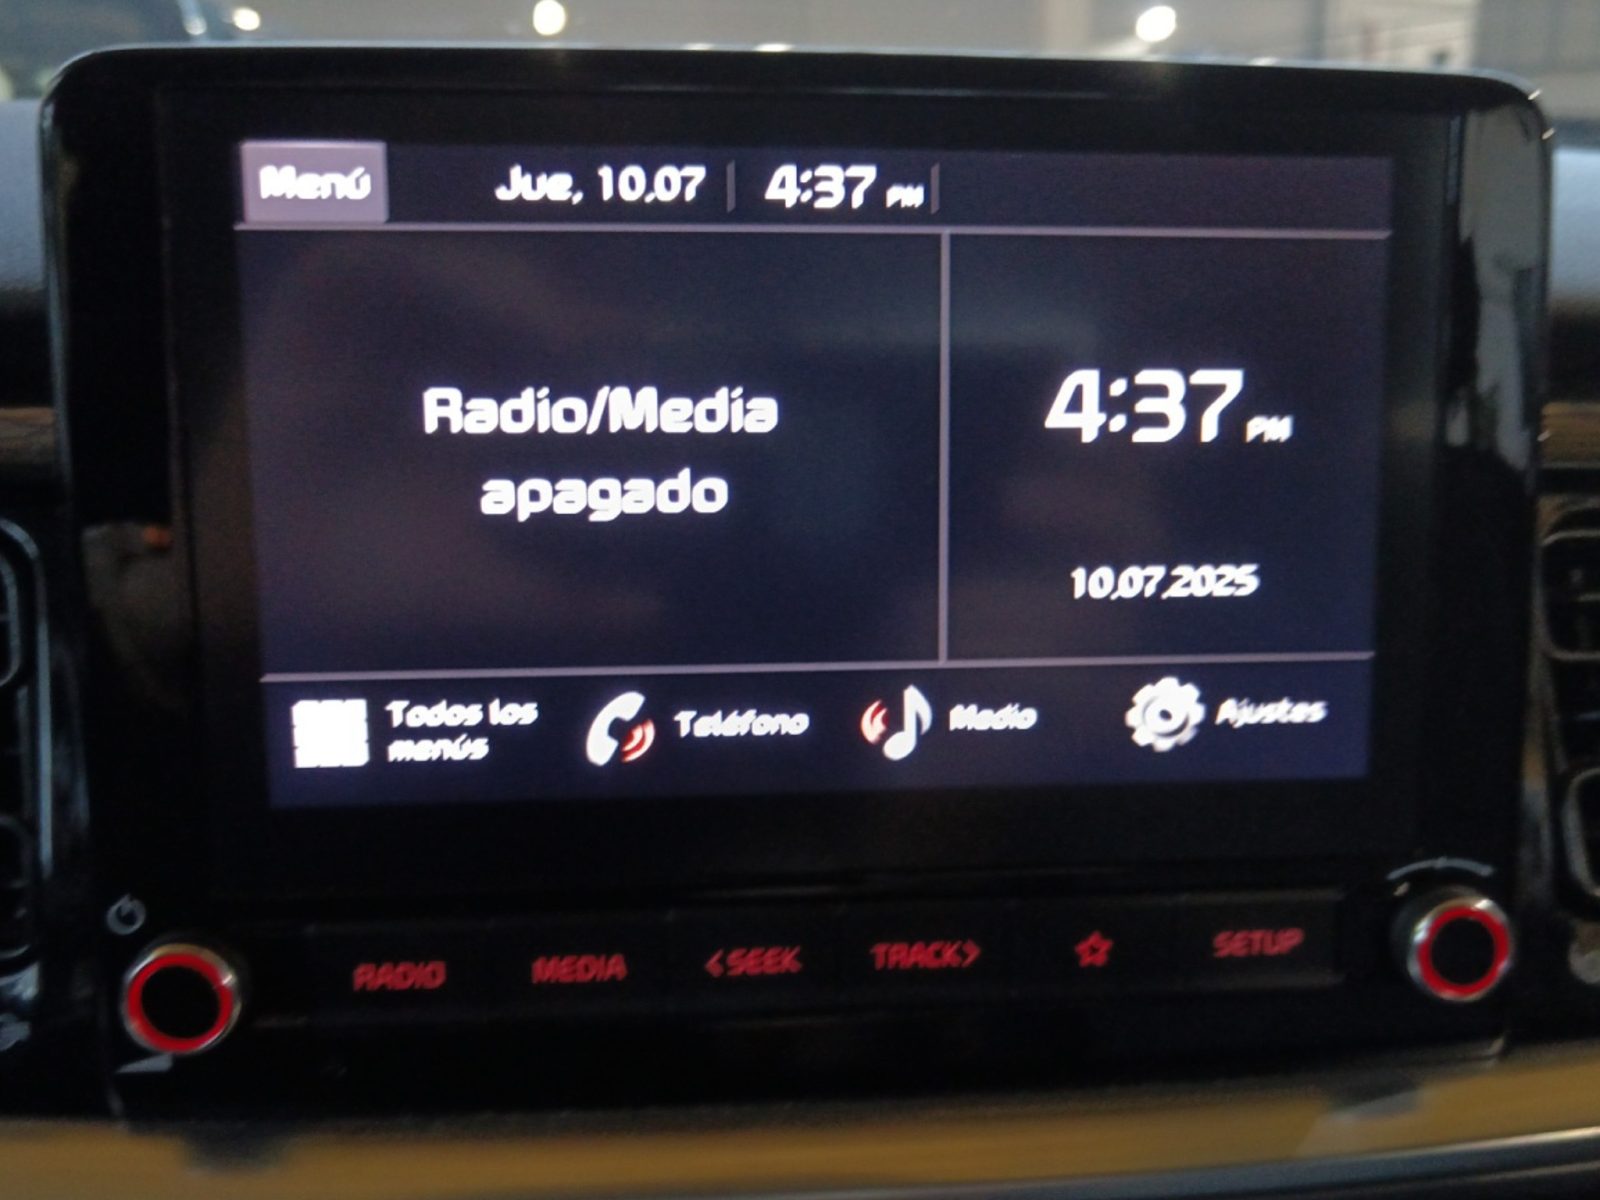 Menú Jue, 10.07 4:37 PM
Radio/Media
apagado
4:37 PM
10.07.2025
Todos los
menús
Teléfono
Medio
Ajustes
RADIO MEDIA <SEEK TRACK> SETUP